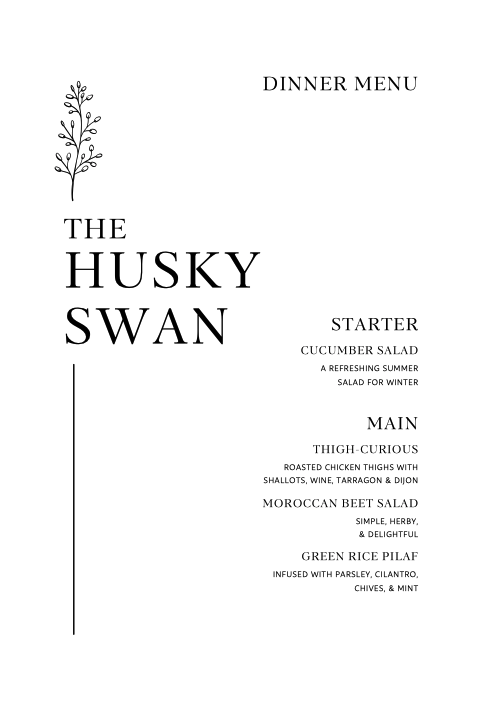 DINNER MENU
THE
HUSKY
SWAN
STARTER
CUCUMBER SALAD
A REFRESHING SUMMER
SALAD FOR WINTER
MAIN
THIGH-CURIOUS
ROASTED CHICKEN THIGHS WITH
SHALLOTS, WINE, TARRAGON & DIJON
MOROCCAN BEET SALAD
SIMPLE, HERBY,
& DELIGHTFUL
GREEN RICE PILAF
INFUSED WITH PARSLEY, CILANTRO,
CHIVES, & MINT